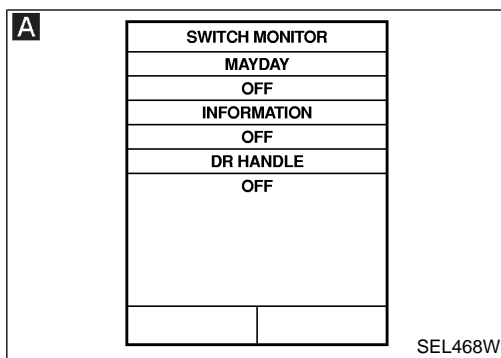 A
SWITCH MONITOR
MAYDAY
OFF
INFORMATION
OFF
DR HANDLE
OFF
SEL468W